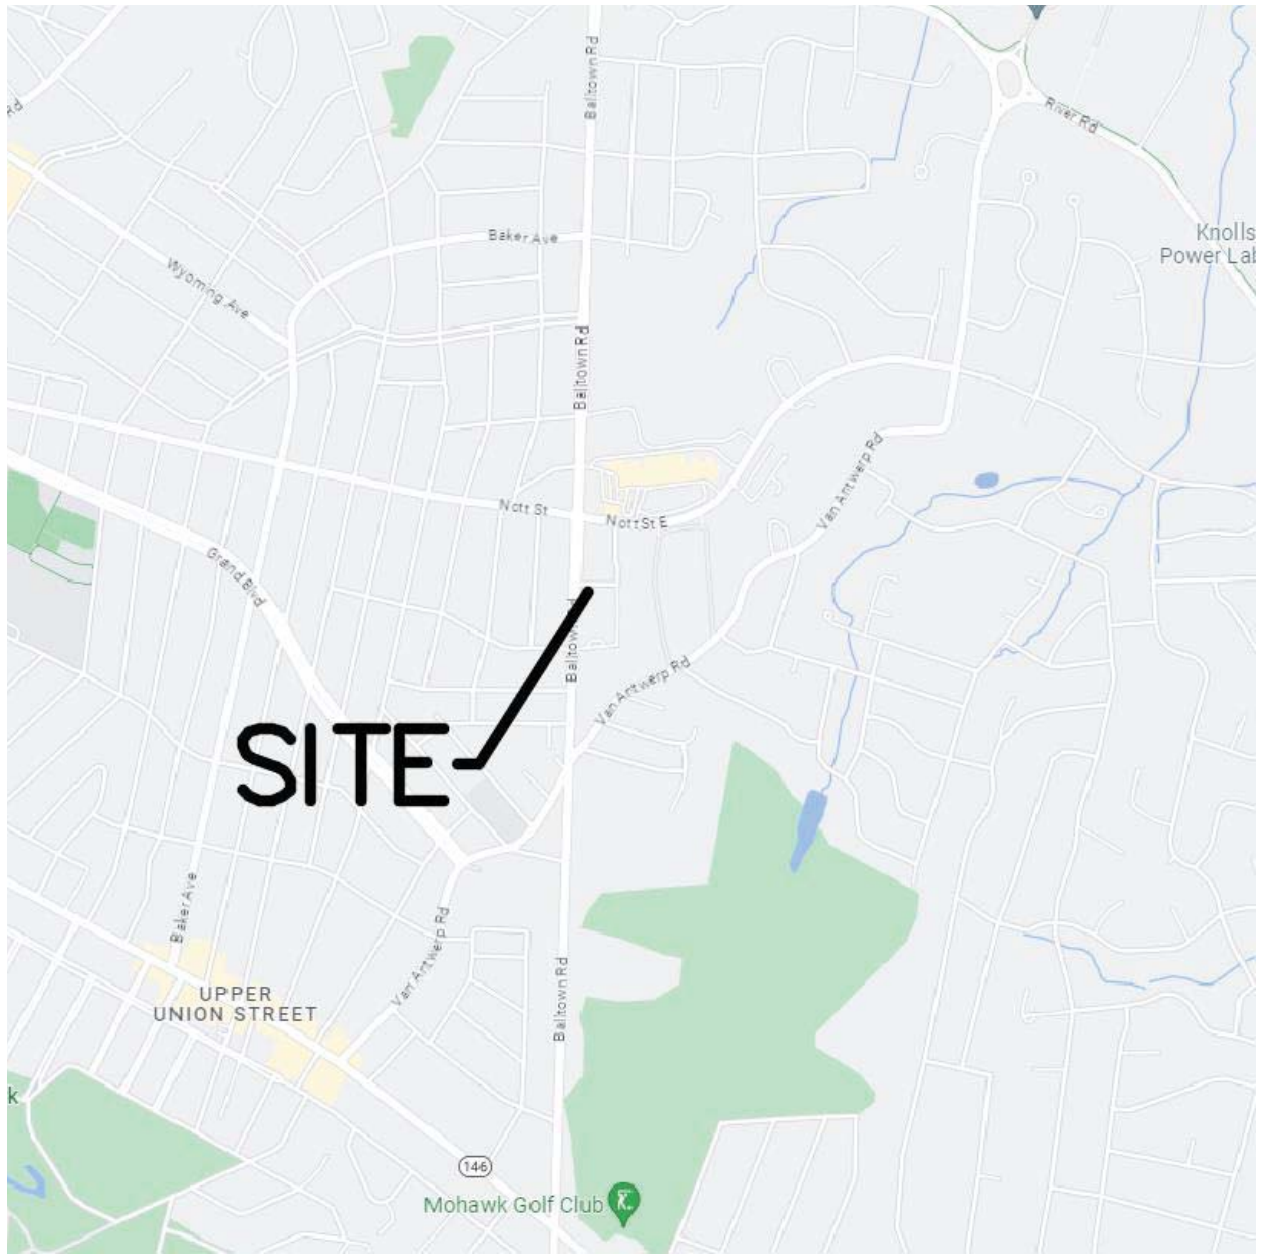 Balltown Rd
Rd
River Rd
Knolls
Power Lab
Baker Ave
Wyoming Ave
Balltown Rd
Van Antwerp Rd
Nott St
Nott St E
Grand Blvd
Balltown Rd
Van Antwerp Rd
SITE
Baker Ave
Van Antwerp Rd
Balltown Rd
UPPER
UNION STREET
k
146
Mohawk Golf Club